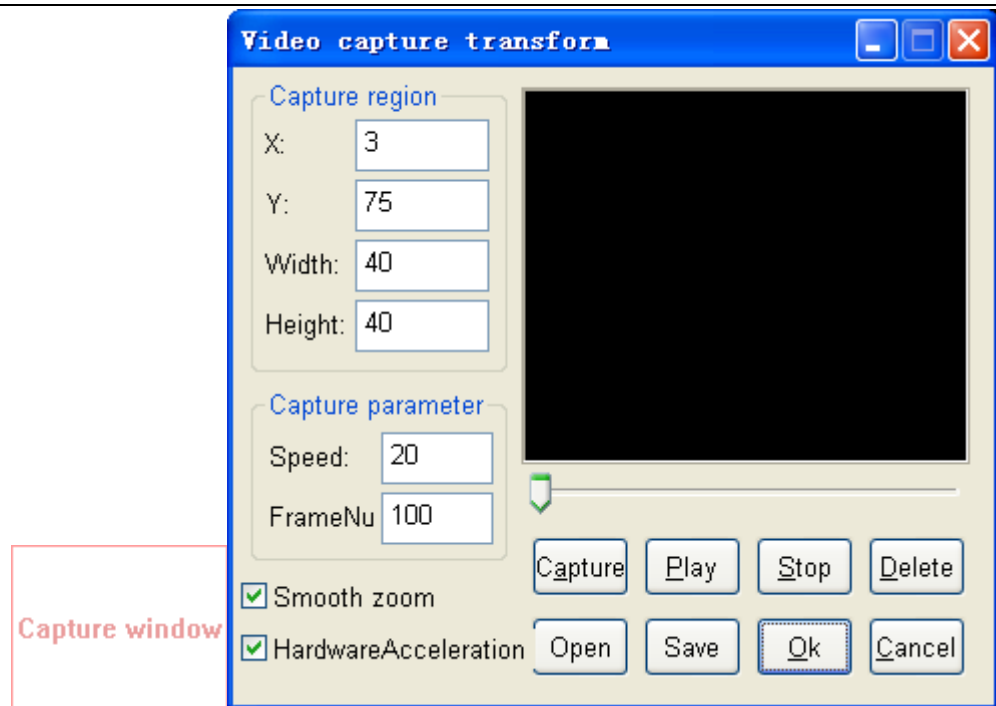 Video capture transform
Capture region
X: 3
Y: 75
Width: 40
Height: 40
Capture parameter
Speed: 20
FrameNu 100
Smooth zoom
HardwareAcceleration
Capture Play Stop Delete
Open Save Ok Cancel
Capture window